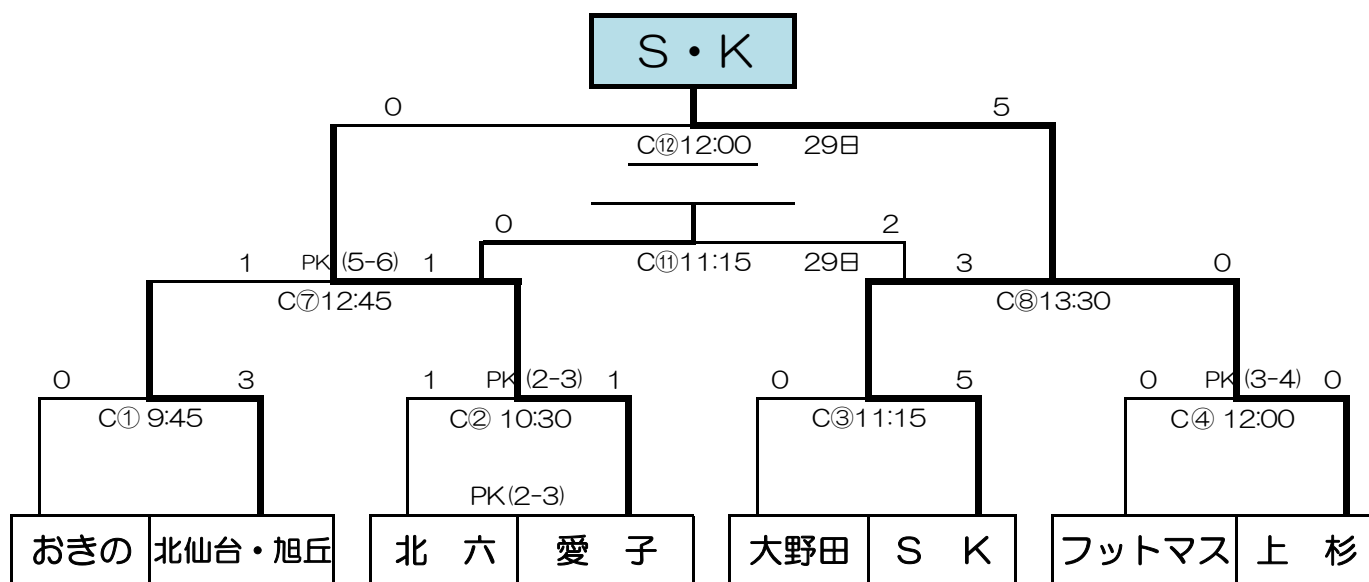 S・K
0 5
C⑫12:00 29日
0 2
1 PK (5-6) 1 C⑪11:15 29日 3 0
C⑦12:45 C⑧13:30
0 3 1 PK (2-3) 1 0 5 0 PK (3-4) 0
C① 9:45 C② 10:30 C③11:15 C④ 12:00
PK(2-3)
おきの 北仙台・旭丘 北 六 愛 子 大野田 S K フットマス 上 杉